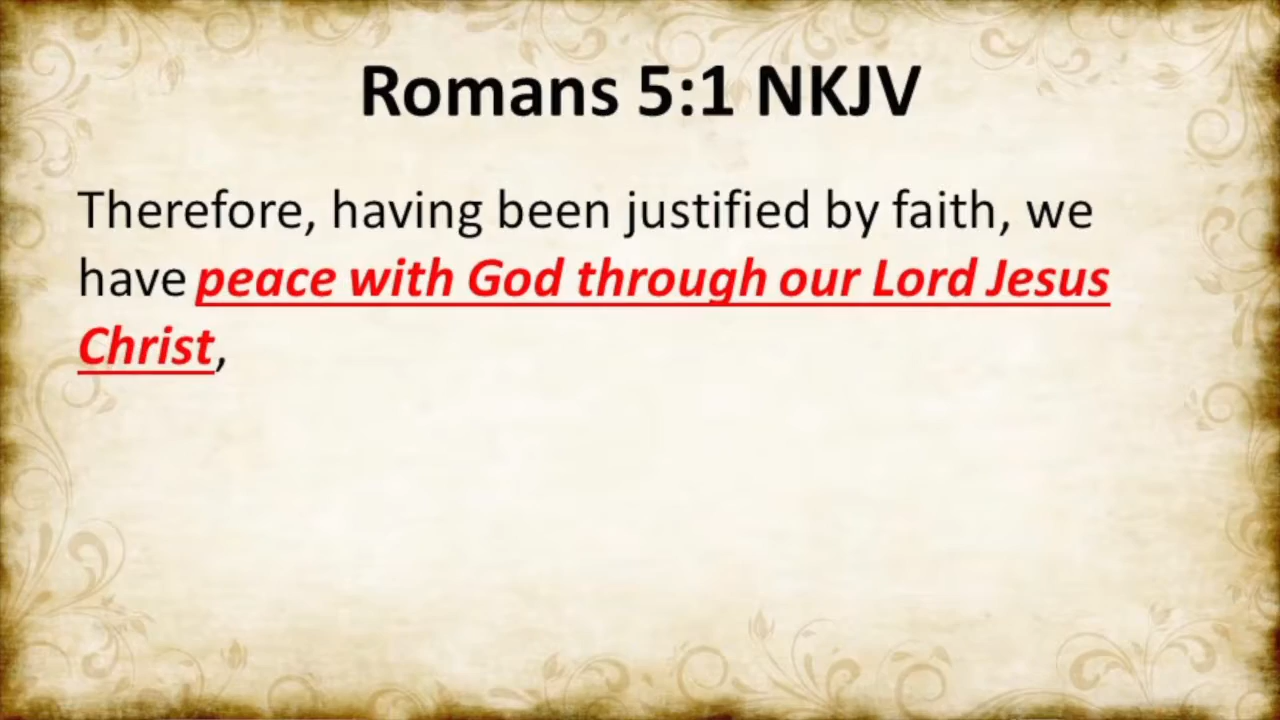 Romans 5:1 NKJV
Therefore, having been justified by faith, we
have peace with God through our Lord Jesus
Christ,